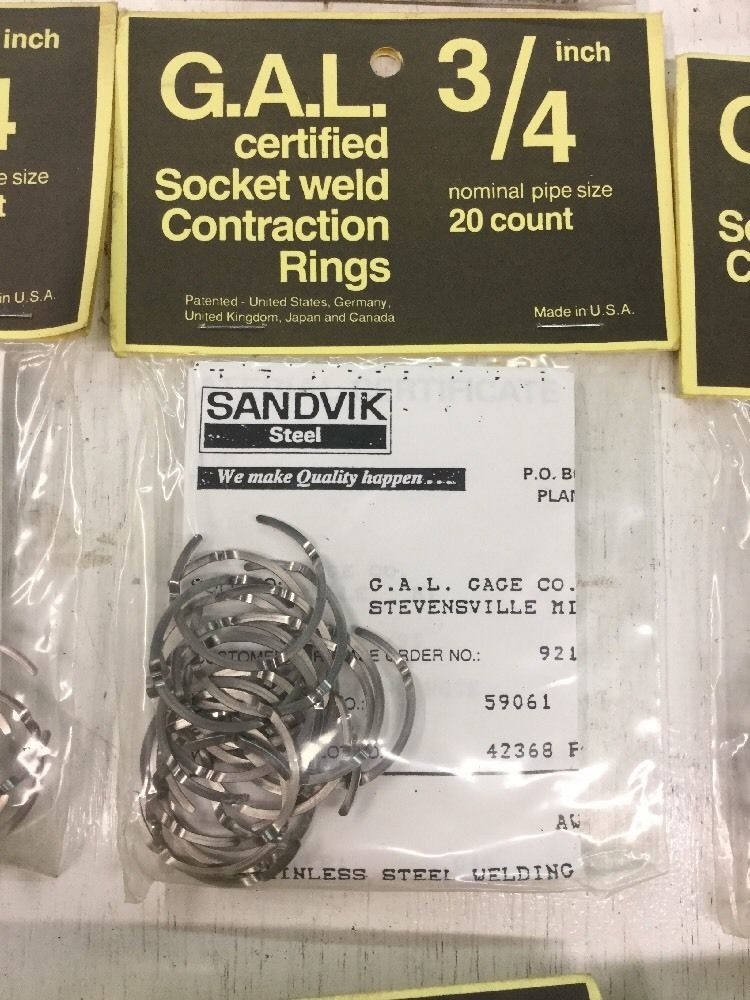 inch
e size
in U.S.A.
G.A.L.
certified
Socket weld
Contraction
Rings
Patented - United States, Germany,
United Kingdom, Japan and Canada
3/4 inch
nominal pipe size
20 count
Made in U.S.A.
CERTIFICATE
SANDVIK
Steel
We make Quality happen....
P.O. B
PLAN
G.A.L. GAGE CO.
STEVENSVILLE MI
ORDER NO.: 921
O.: 59061
42368 F
AW
INLESS STEEL WELDING